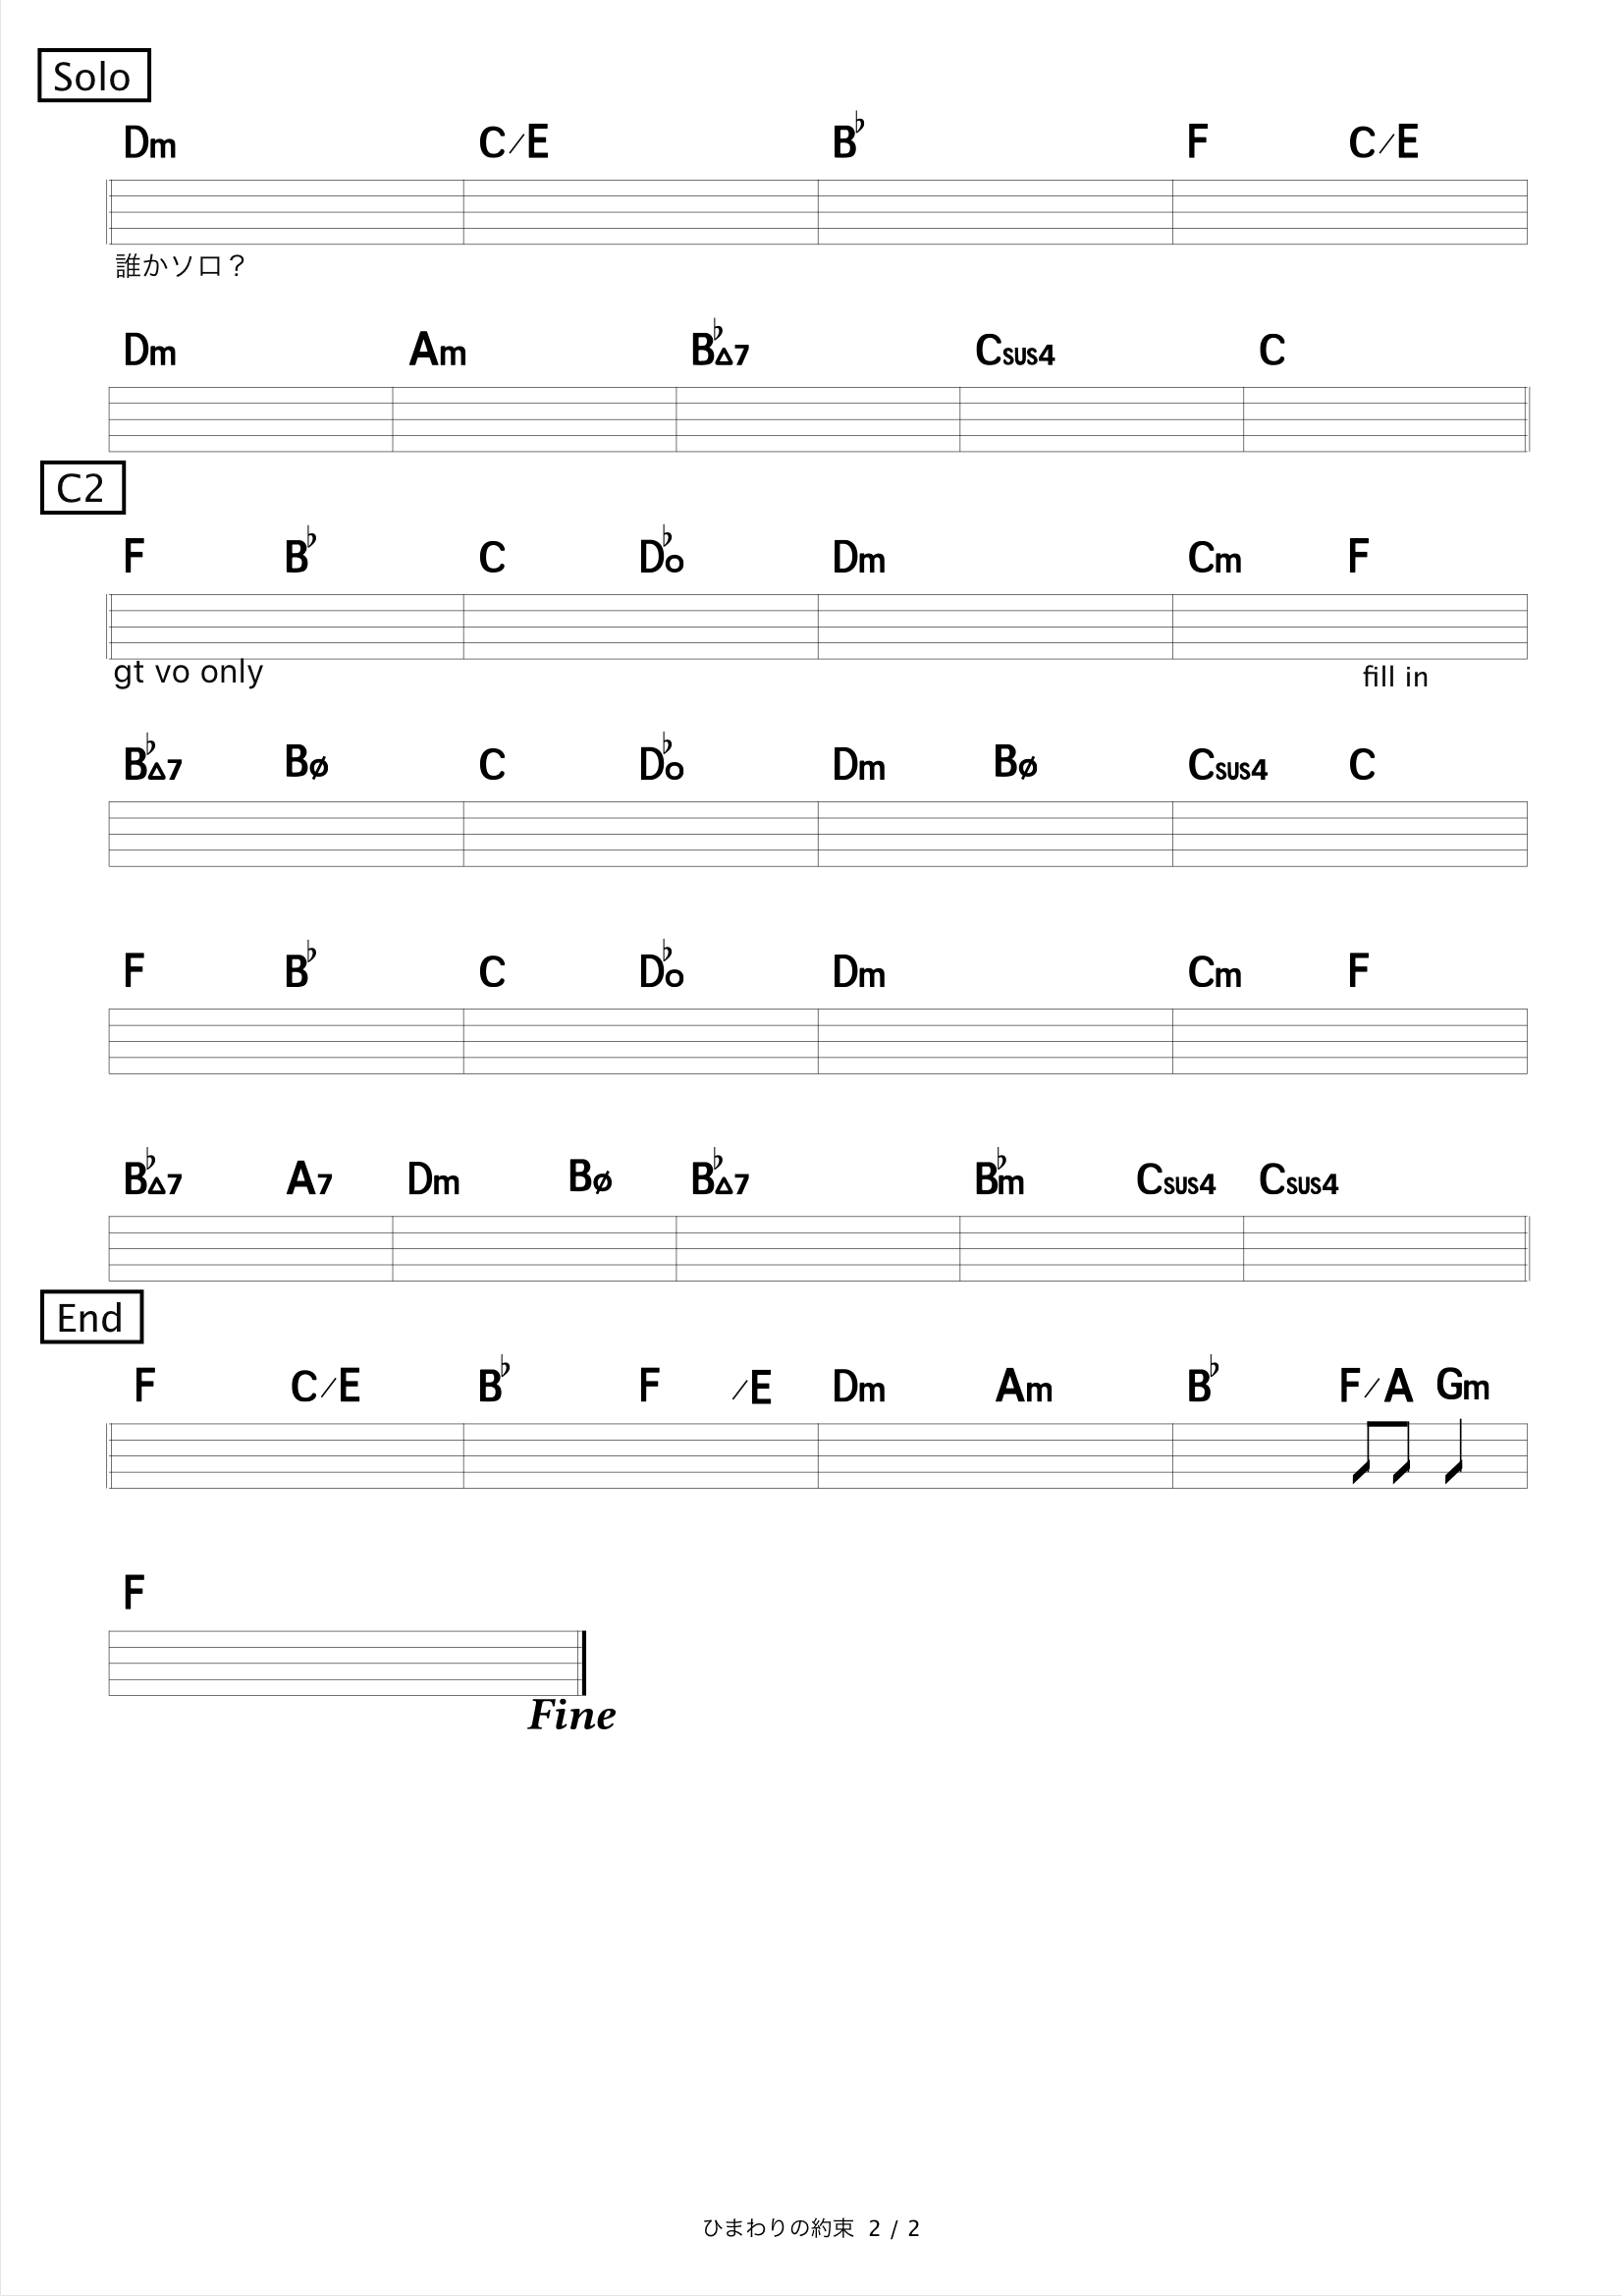 Solo
Dm C/E B♭ F C/E
誰かソロ？
Dm Am B♭△7 Csus4 C
C2
F B♭ C D♭o Dm Cm F
gt vo only fill in
B♭△7 Bø C D♭o Dm Bø Csus4 C
F B♭ C D♭o Dm Cm F
B♭△7 A7 Dm Bø B♭△7 B♭m Csus4 Csus4
End
F C/E B♭ F /E Dm Am B♭ F/A Gm
F
Fine
ひまわりの約束 2 / 2